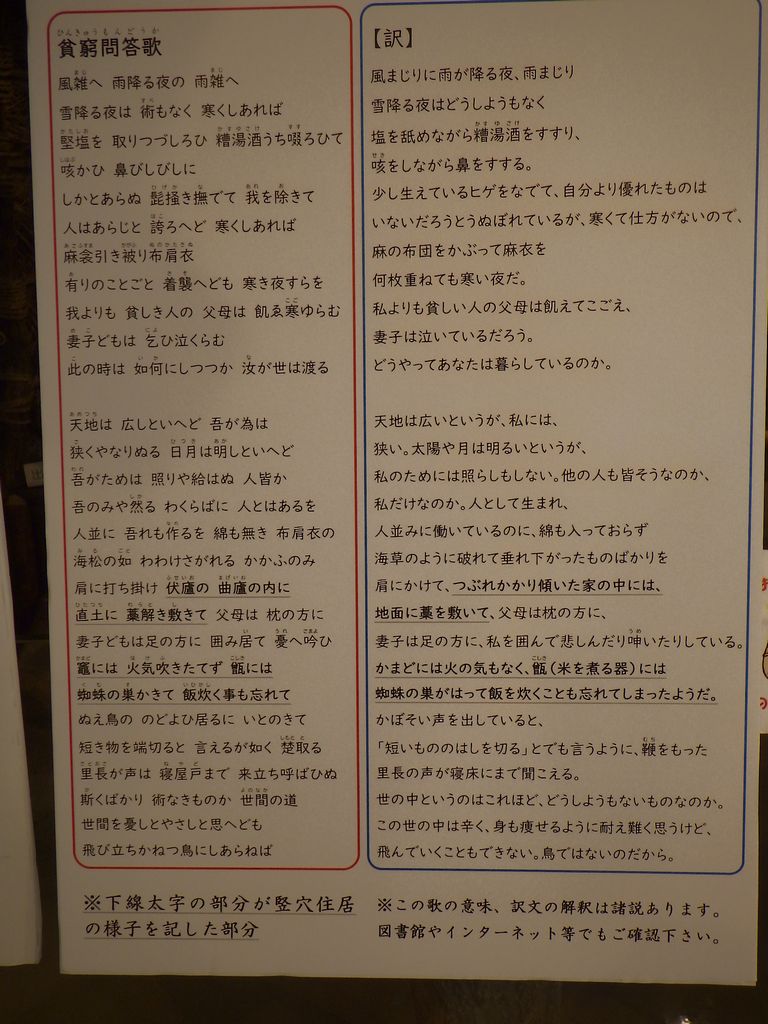 貧窮問答歌
風雑へ 雨降る夜の 雨雑へ
雪降る夜は 術もなく 寒くしあれば
堅塩を 取りつづしろひ 糟湯酒うち啜ろひて
咳かひ 鼻びしびしに
しかとあらぬ 髭掻き撫でて 我を除きて
人はあらじと 誇ろへど 寒くしあれば
麻衾引き被り布肩衣
有りのことごと 着襲へども 寒き夜すらを
我よりも 貧しき人の 父母は 飢ゑ寒ゆらむ
妻子どもは 乞ひ泣くらむ
此の時は 如何にしつつか 汝が世は渡る
天地は 広しといへど 吾が為は
狭くやなりぬる 日月は明しといへど
吾がためは 照りや給はぬ 人皆か
吾のみや然る わくらばに 人とはあるを
人並に 吾れも作るを 綿も無き 布肩衣の
海松の如 わわけさがれる かかふのみ
肩に打ち掛け 伏廬の 曲廬の内に
直土に 藁解き敷きて 父母は 枕の方に
妻子どもは足の方に 囲み居て 憂へ吟ひ
竈には 火気吹きたてず 甑には
蜘蛛の巣かきて 飯炊く事も忘れて
ぬえ鳥の のどよひ居るに いとのきて
短き物を端切ると 言えるが如く 楚取る
里長が声は 寝屋戸まで 来立ち呼ばひぬ
斯くばかり 術なきものか 世間の道
世間を憂しとやさしと思へども
飛び立ちかねつ鳥にしあらねば
※下線太字の部分が竪穴住居
の様子を記した部分
【訳】
風まじりに雨が降る夜、雨まじり
雪降る夜はどうしようもなく
塩を舐めながら糟湯酒をすすり、
咳をしながら鼻をすする。
少し生えているヒゲをなでて、自分より優れたものは
いないだろうとうぬぼれているが、寒くて仕方がないので、
麻の布団をかぶって麻衣を
何枚重ねても寒い夜だ。
私よりも貧しい人の父母は飢えてこごえ、
妻子は泣いているだろう。
どうやってあなたは暮らしているのか。
天地は広いというが、私には、
狭い。太陽や月は明るいというが、
私のためには照らしもしない。他の人も皆そうなのか、
私だけなのか。人として生まれ、
人並みに働いているのに、綿も入っておらず
海草のように破れて垂れ下がったものばかりを
肩にかけて、つぶれかかり傾いた家の中には、
地面に藁を敷いて、父母は枕の方に、
妻子は足の方に、私を囲んで悲しんだり呻いたりしている。
かまどには火の気もなく、甑(米を煮る器)には
蜘蛛の巣がはって飯を炊くことも忘れてしまったようだ。
かぼそい声を出していると、
「短いもののはしを切る」とでも言うように、鞭をもった
里長の声が寝床にまで聞こえる。
世の中というのはこれほど、どうしようもないものなのか。
この世の中は辛く、身も痩せるように耐え難く思うけど、
飛んでいくこともできない。鳥ではないのだから。
※この歌の意味、訳文の解釈は諸説あります。
図書館やインターネット等でもご確認下さい。